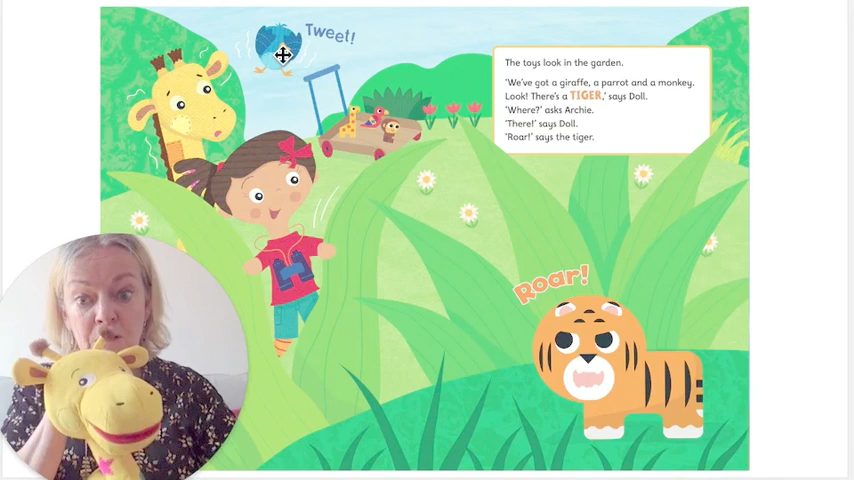 Tweet!
The toys look in the garden.
'We've got a giraffe, a parrot and a monkey.
Look! There's a TIGER,' says Doll.
'Where?' asks Archie.
'There!' says Doll.
'Roar!' says the tiger.
Roar!